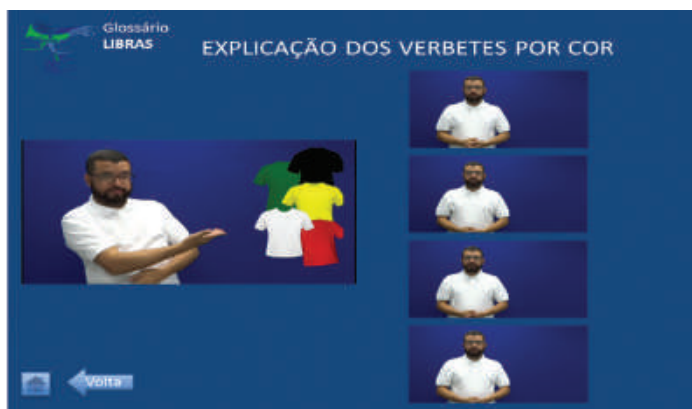 Glossário
LIBRAS
EXPLICAÇÃO DOS VERBETES POR COR
Volta